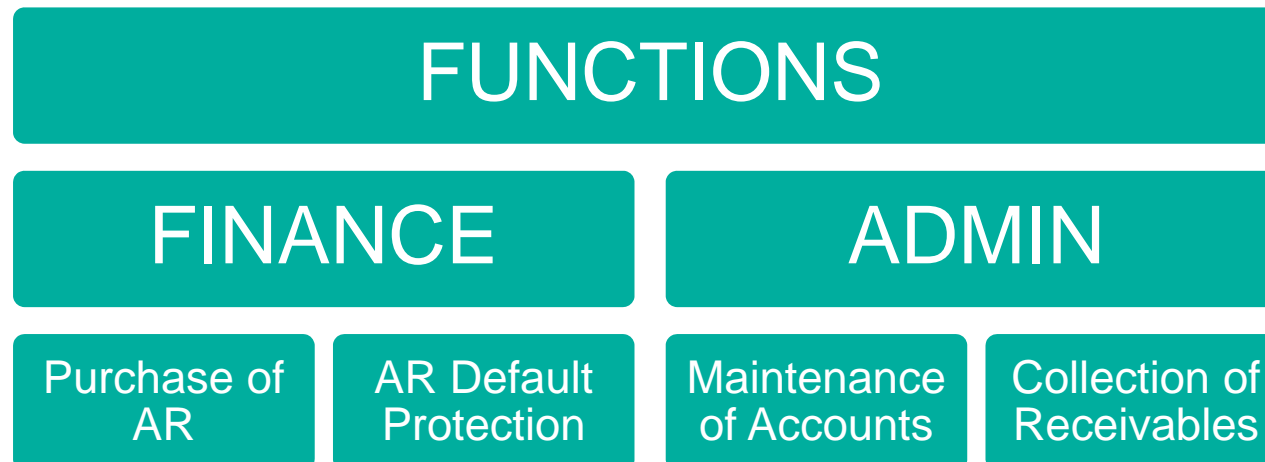 FUNCTIONS
FINANCE
ADMIN
Purchase of
AR
AR Default
Protection
Maintenance
of Accounts
Collection of
Receivables